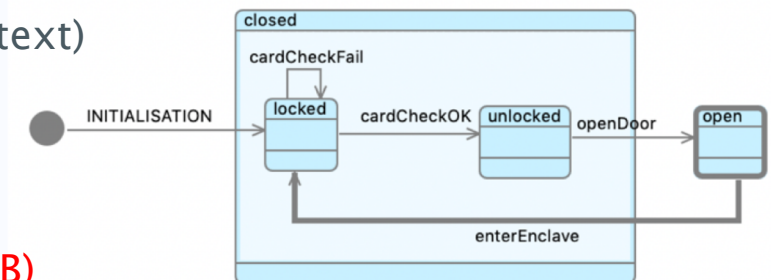 closed
text)
cardCheckFail
INITIALISATION
locked
cardCheckOK
unlocked
openDoor
open
enterEnclave
B)